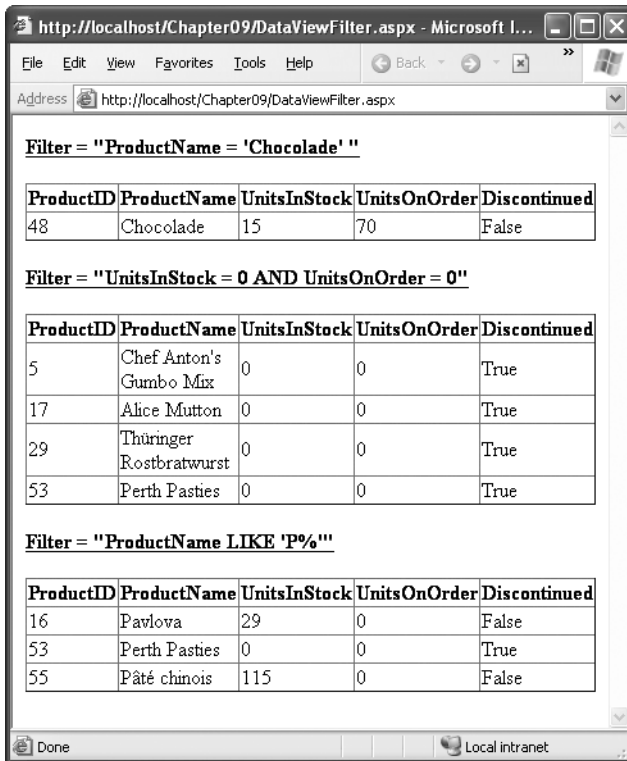 http://localhost/Chapter09/DataViewFilter.aspx - Microsoft I...
File Edit View Favorites Tools Help Back »
Address http://localhost/Chapter09/DataViewFilter.aspx
Filter = "ProductName = 'Chocolade' "
ProductID ProductName UnitsInStock UnitsOnOrder Discontinued
48 Chocolade 15 70 False
Filter = "UnitsInStock = 0 AND UnitsOnOrder = 0"
ProductID ProductName UnitsInStock UnitsOnOrder Discontinued
5 Chef Anton's Gumbo Mix 0 0 True
17 Alice Mutton 0 0 True
29 Thüringer Rostbratwurst 0 0 True
53 Perth Pasties 0 0 True
Filter = "ProductName LIKE 'P%'"
ProductID ProductName UnitsInStock UnitsOnOrder Discontinued
16 Pavlova 29 0 False
53 Perth Pasties 0 0 True
55 Pâté chinois 115 0 False
Done Local intranet